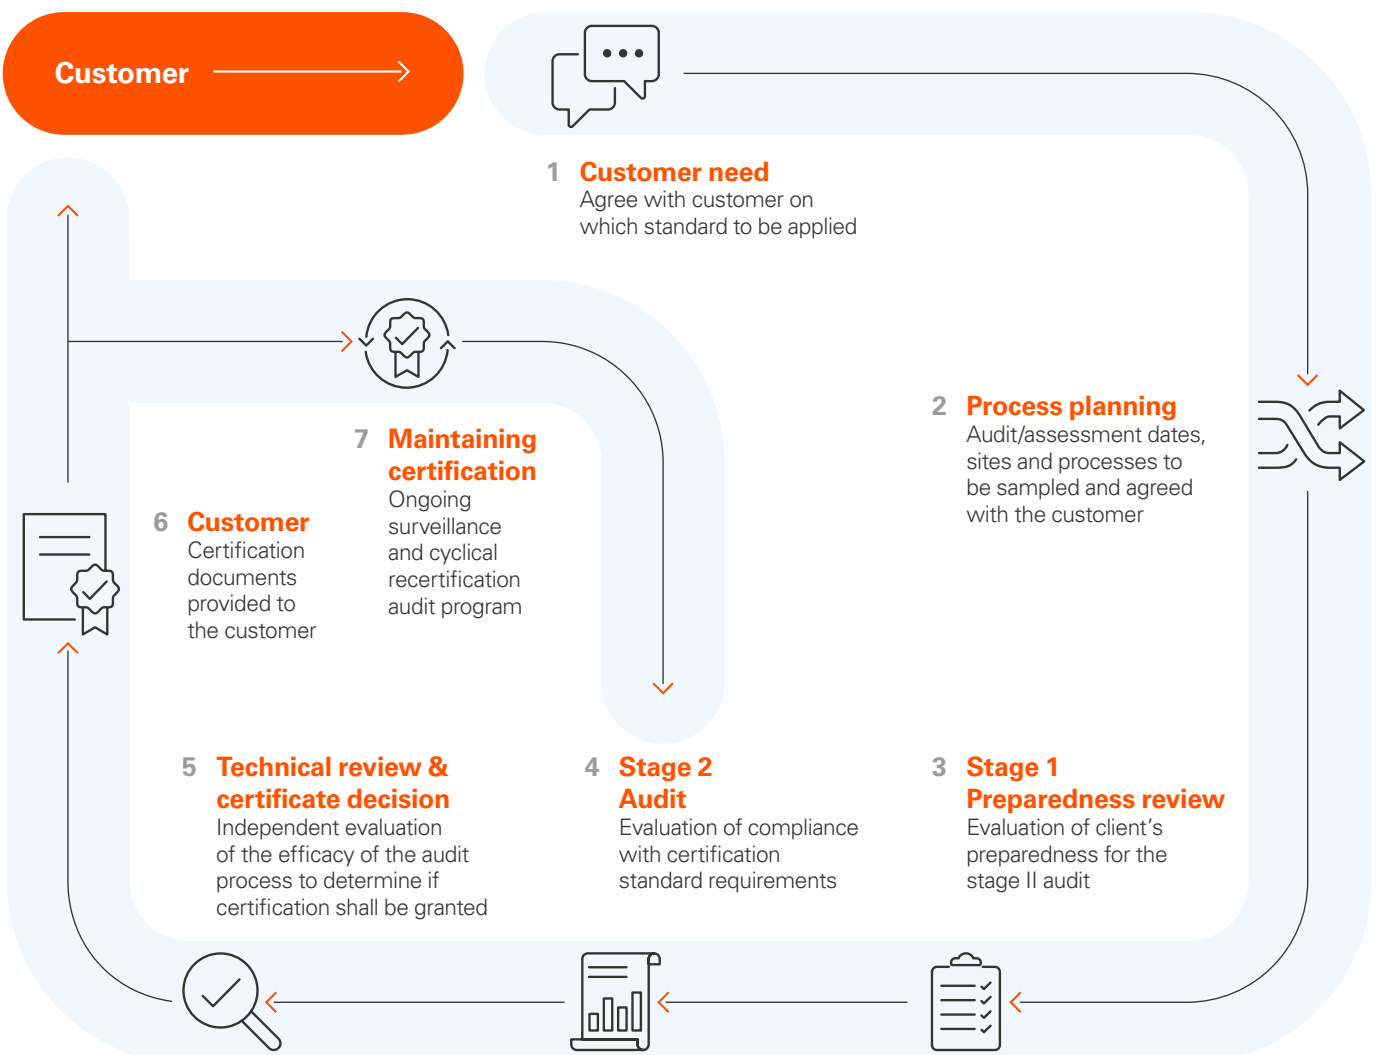 Customer
1 Customer need
Agree with customer on
which standard to be applied
2 Process planning
Audit/assessment dates,
sites and processes to
be sampled and agreed
with the customer
3 Stage 1
Preparedness review
Evaluation of client's
preparedness for the
stage II audit
4 Stage 2
Audit
Evaluation of compliance
with certification
standard requirements
5 Technical review &
certificate decision
Independent evaluation
of the efficacy of the audit
process to determine if
certification shall be granted
6 Customer
Certification
documents
provided to
the customer
7 Maintaining
certification
Ongoing
surveillance
and cyclical
recertification
audit program